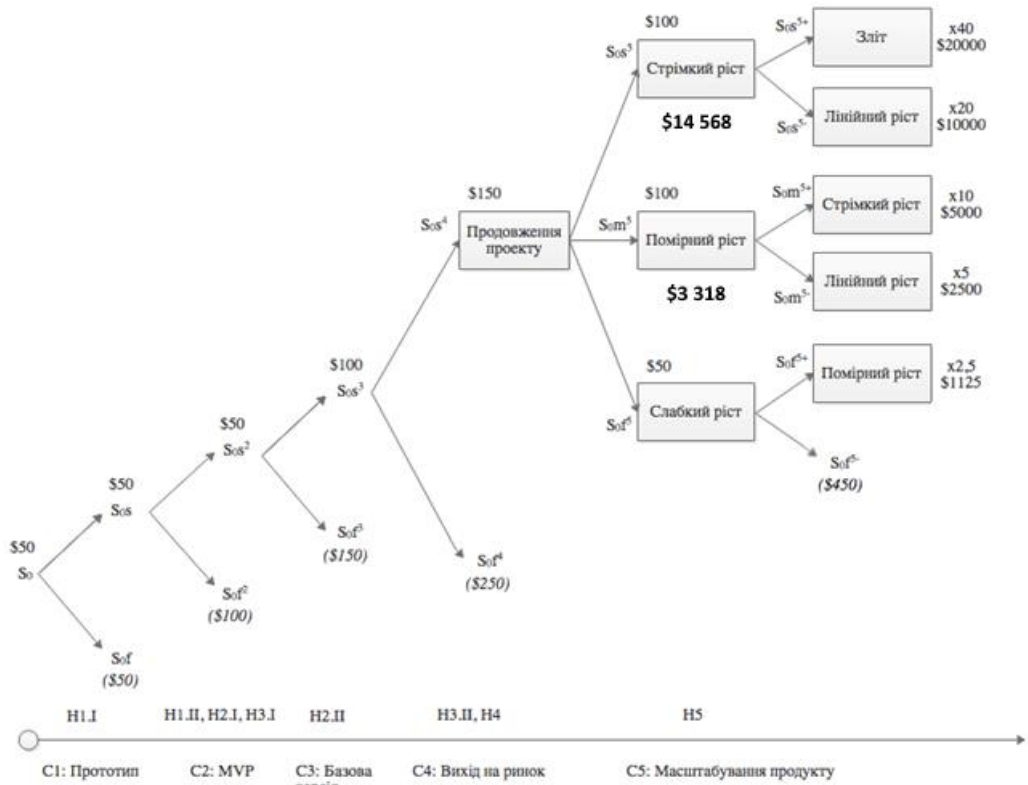 $100
S₀s⁵
Стрімкий ріст
$14 568
S₀s⁵⁺
Зліт
x40
$20000
S₀s⁵⁻
Лінійний ріст
x20
$10000
$150
S₀s⁴
Продовження
проекту
$100
S₀m⁵
Помірний ріст
$3 318
S₀m⁵⁺
Стрімкий ріст
x10
$5000
S₀m⁵⁻
Лінійний ріст
x5
$2500
$50
S₀f⁵
Слабкий ріст
S₀f⁵⁺
Помірний ріст
x2,5
$1125
S₀f⁵⁻
($450)
$100
S₀s³
$50
S₀s²
$50
S₀s
$50
S₀
S₀f⁴
($250)
S₀f³
($150)
S₀f²
($100)
S₀f
($50)
H1.I
H1.II, H2.I, H3.I
H2.II
H3.II, H4
H5
C1: Прототип
C2: MVP
C3: Базова
C4: Вихід на ринок
C5: Масштабування продукту